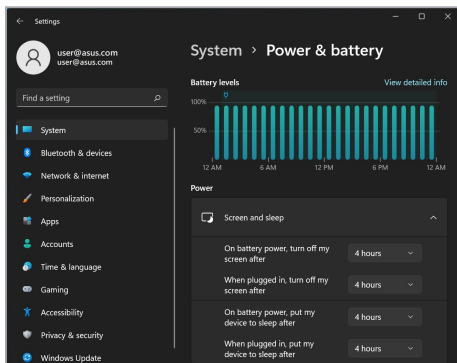 Settings
user@asus.com
user@asus.com
System > Power & battery
Find a setting
System
Bluetooth & devices
Network & internet
Personalization
Apps
Accounts
Time & language
Gaming
Accessibility
Privacy & security
Windows Update
Battery levels
View detailed info
100%
50%
12 AM
6 AM
12 PM
6 PM
12 AM
Power
Screen and sleep
On battery power, turn off my
screen after
4 hours
When plugged in, turn off my
screen after
4 hours
On battery power, put my
device to sleep after
4 hours
When plugged in, put my
device to sleep after
4 hours